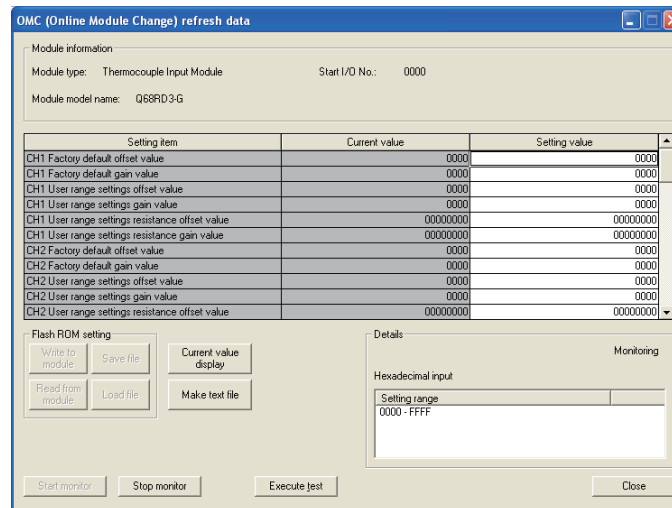 OMC (Online Module Change) refresh data
Module information
Module type: Thermocouple Input Module Start I/O No.: 0000
Module model name: Q68RD3-G
Setting item Current value Setting value
CH1 Factory default offset value 0000 0000
CH1 Factory default gain value 0000 0000
CH1 User range settings offset value 0000 0000
CH1 User range settings gain value 0000 0000
CH1 User range settings resistance offset value 00000000 00000000
CH1 User range settings resistance gain value 00000000 00000000
CH2 Factory default offset value 0000 0000
CH2 Factory default gain value 0000 0000
CH2 User range settings offset value 0000 0000
CH2 User range settings gain value 0000 0000
CH2 User range settings resistance offset value 00000000 00000000
Flash ROM setting
Write to
module
Save file
Current value
display
Read from
module
Load file
Make text file
Details
Monitoring
Hexadecimal input
Setting range
0000 - FFFF
Start monitor Stop monitor Execute test Close